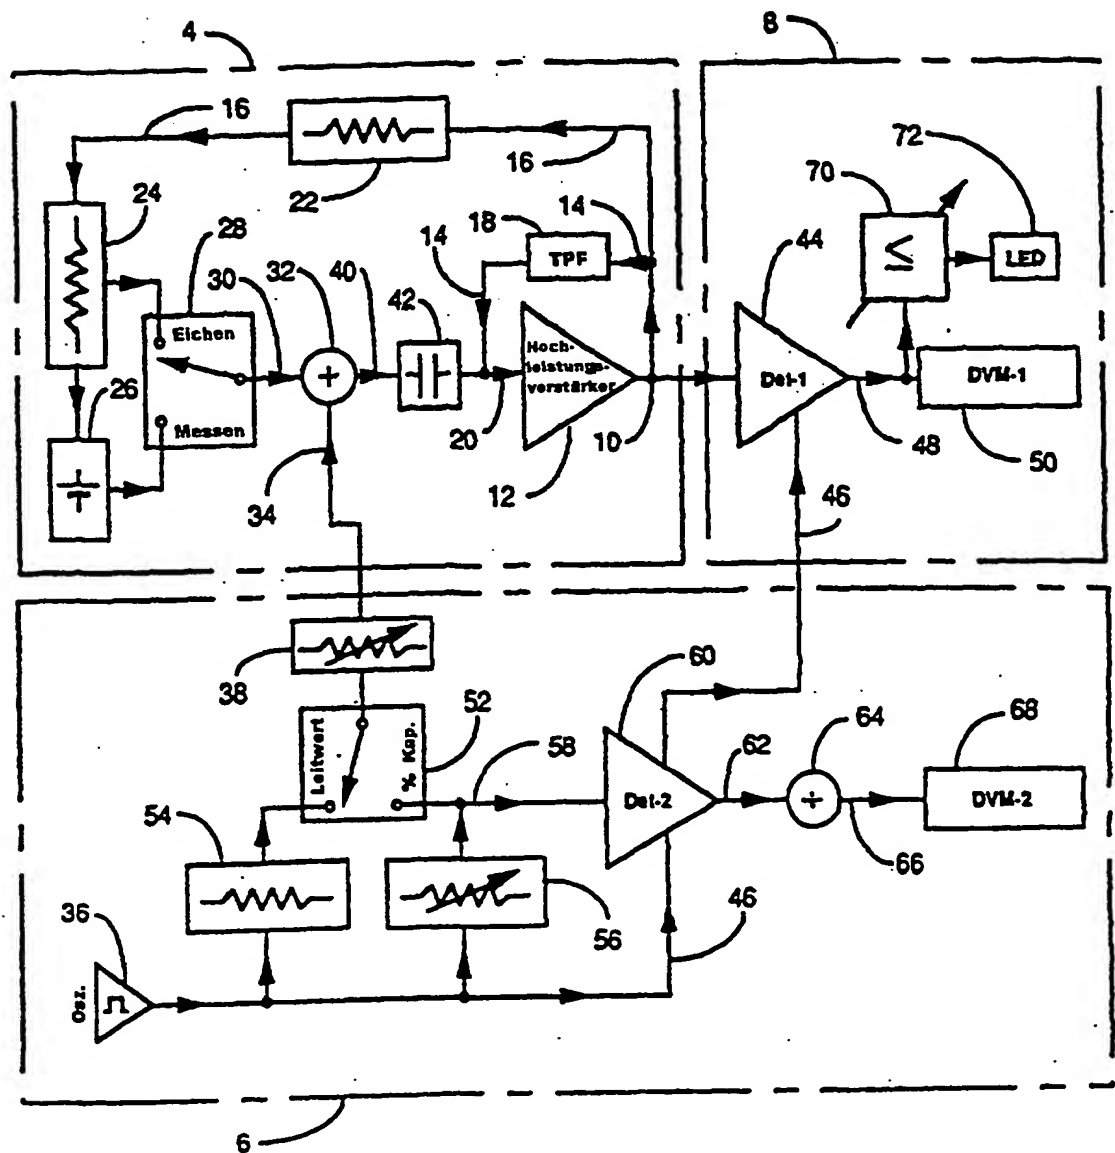 4
8
16
16
22
24
28
Eichen
Messen
26
30
32
40
42
14
18
TPF
14
Hoch-
leistungs-
verstärker
20
12
10
34
70
72
≤
LED
44
Det-1
48
DVM-1
50
46
38
52
Leitwert
% Kap.
58
60
Det-2
62
64
÷
66
68
DVM-2
54
56
46
36
Osz.
6